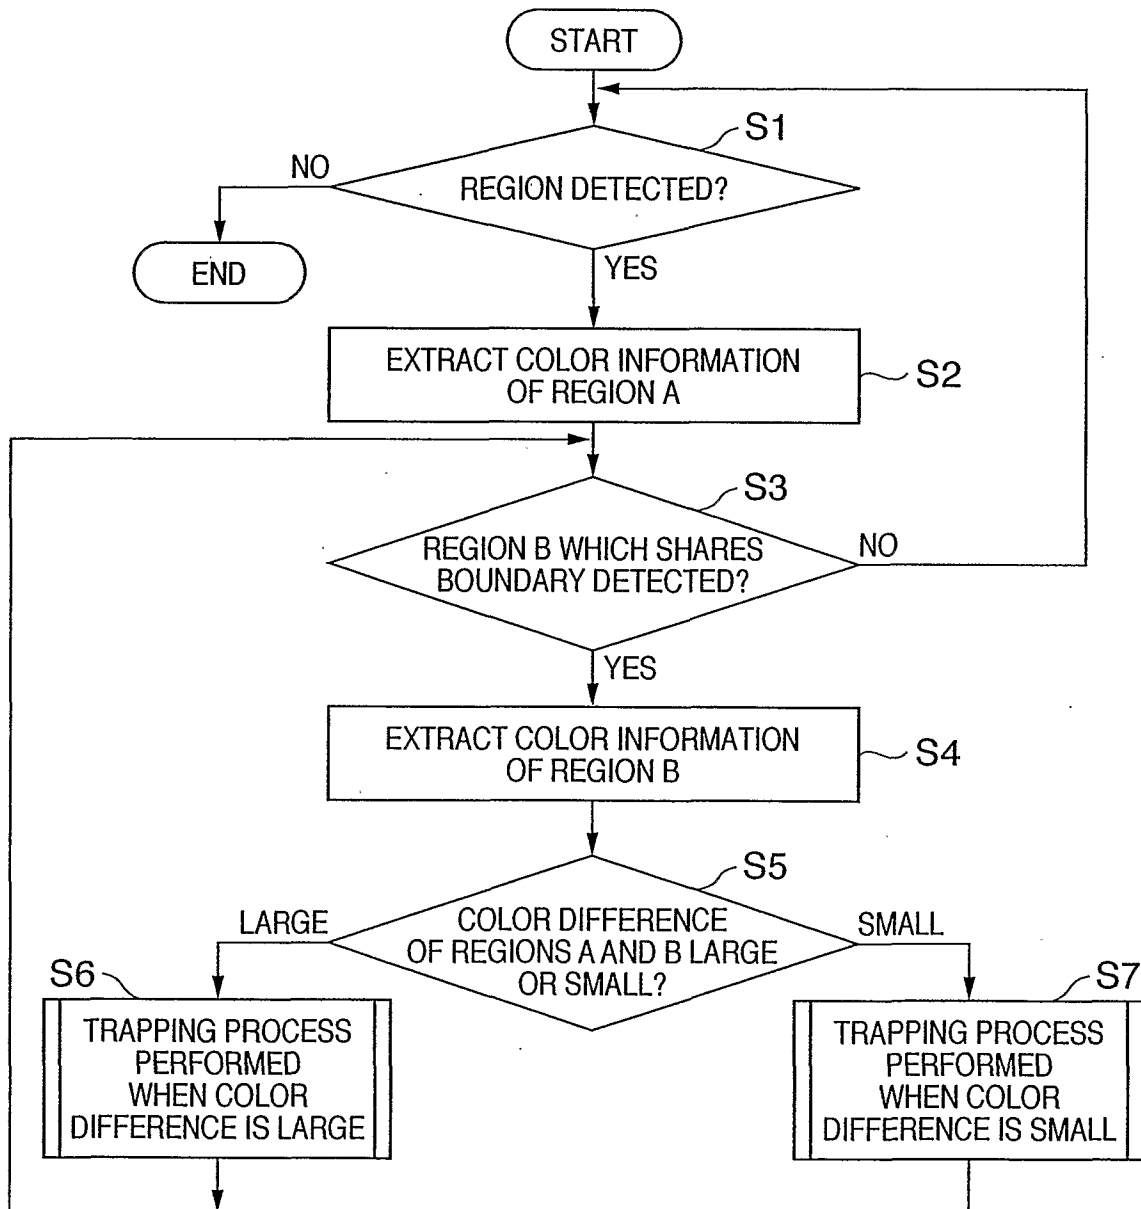 START
S1
NO
REGION DETECTED?
END
YES
EXTRACT COLOR INFORMATION
OF REGION A
S2
S3
REGION B WHICH SHARES
BOUNDARY DETECTED?
NO
YES
EXTRACT COLOR INFORMATION
OF REGION B
S4
S5
LARGE
COLOR DIFFERENCE
OF REGIONS A AND B LARGE
OR SMALL?
SMALL
S6
TRAPPING PROCESS
PERFORMED
WHEN COLOR
DIFFERENCE IS LARGE
S7
TRAPPING PROCESS
PERFORMED
WHEN COLOR
DIFFERENCE IS SMALL